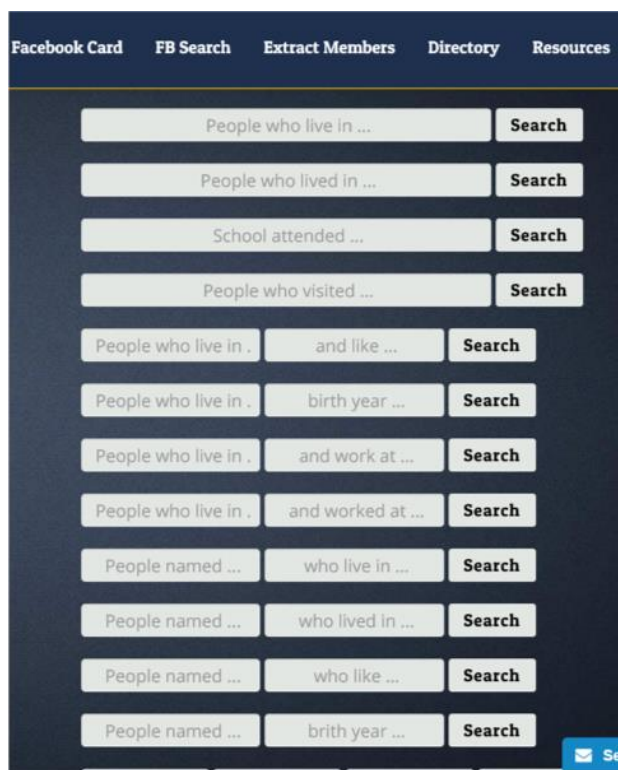 Facebook Card FB Search Extract Members Directory Resources
People who live in ... Search
People who lived in ... Search
School attended ... Search
People who visited ... Search
People who live in . and like ... Search
People who live in . birth year ... Search
People who live in . and work at ... Search
People who live in . and worked at ... Search
People named ... who live in ... Search
People named ... who lived in ... Search
People named ... who like ... Search
People named ... brith year ... Search
Se